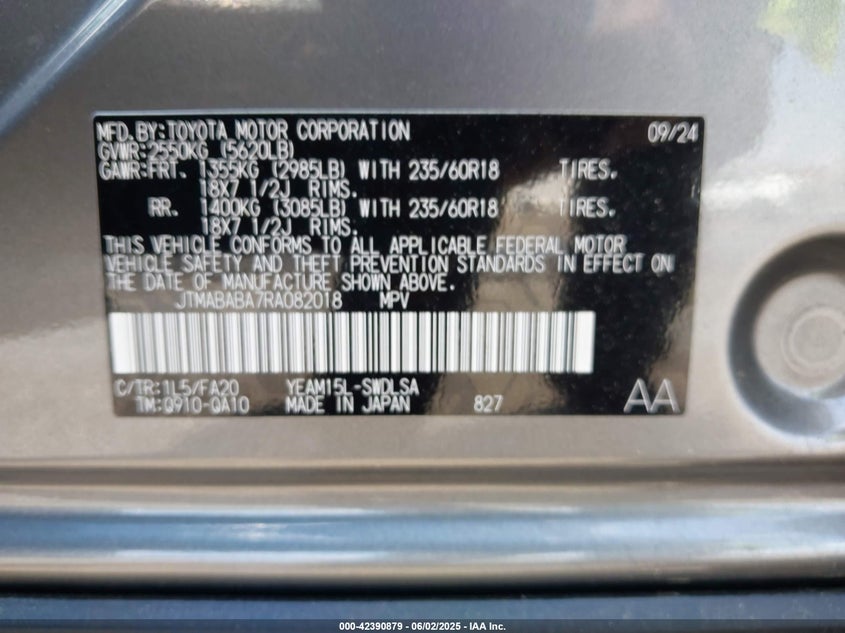 MFD.BY:TOYOTA MOTOR CORPORATION 09/24
GVWR:2550KG (5620LB)
GAWR:FRT. 1355KG (2985LB) WITH 235/60R18 TIRES.
18X7 1/2J RIMS.
RR. 1400KG (3085LB) WITH 235/60R18 TIRES.
18X7 1/2J RIMS.
THIS VEHICLE CONFORMS TO ALL APPLICABLE FEDERAL MOTOR
VEHICLE SAFETY AND THEFT PREVENTION STANDARDS IN EFFECT ON
THE DATE OF MANUFACTURE SHOWN ABOVE.
JTMABABA7RA082018 MPV
C/TR:1L5/FA20 YEAM15L-SWDLSA
TM:Q910-QA10 MADE IN JAPAN 827 AA
000-42390879 - 06/02/2025 - IAA Inc.